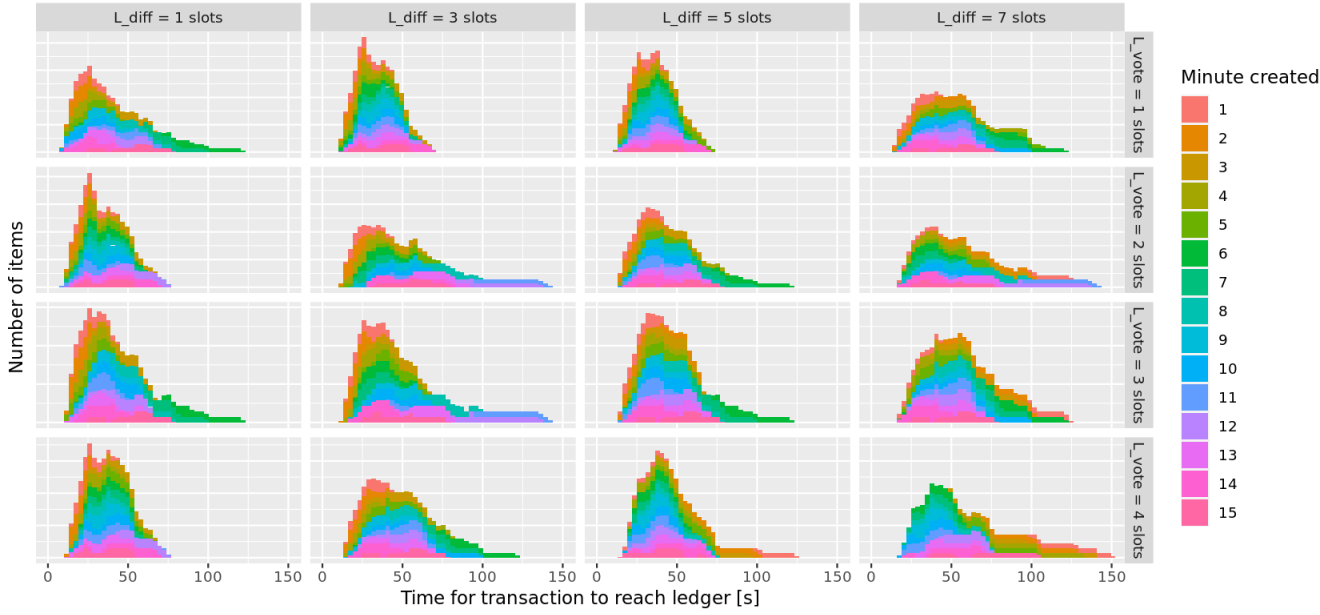 L_diff = 1 slots
L_diff = 3 slots
L_diff = 5 slots
L_diff = 7 slots
L_vote = 1 slots
L_vote = 2 slots
L_vote = 3 slots
L_vote = 4 slots
Number of items
0 50 100 150
0 50 100 150
0 50 100 150
0 50 100 150
Time for transaction to reach ledger [s]
Minute created
1
2
3
4
5
6
7
8
9
10
11
12
13
14
15